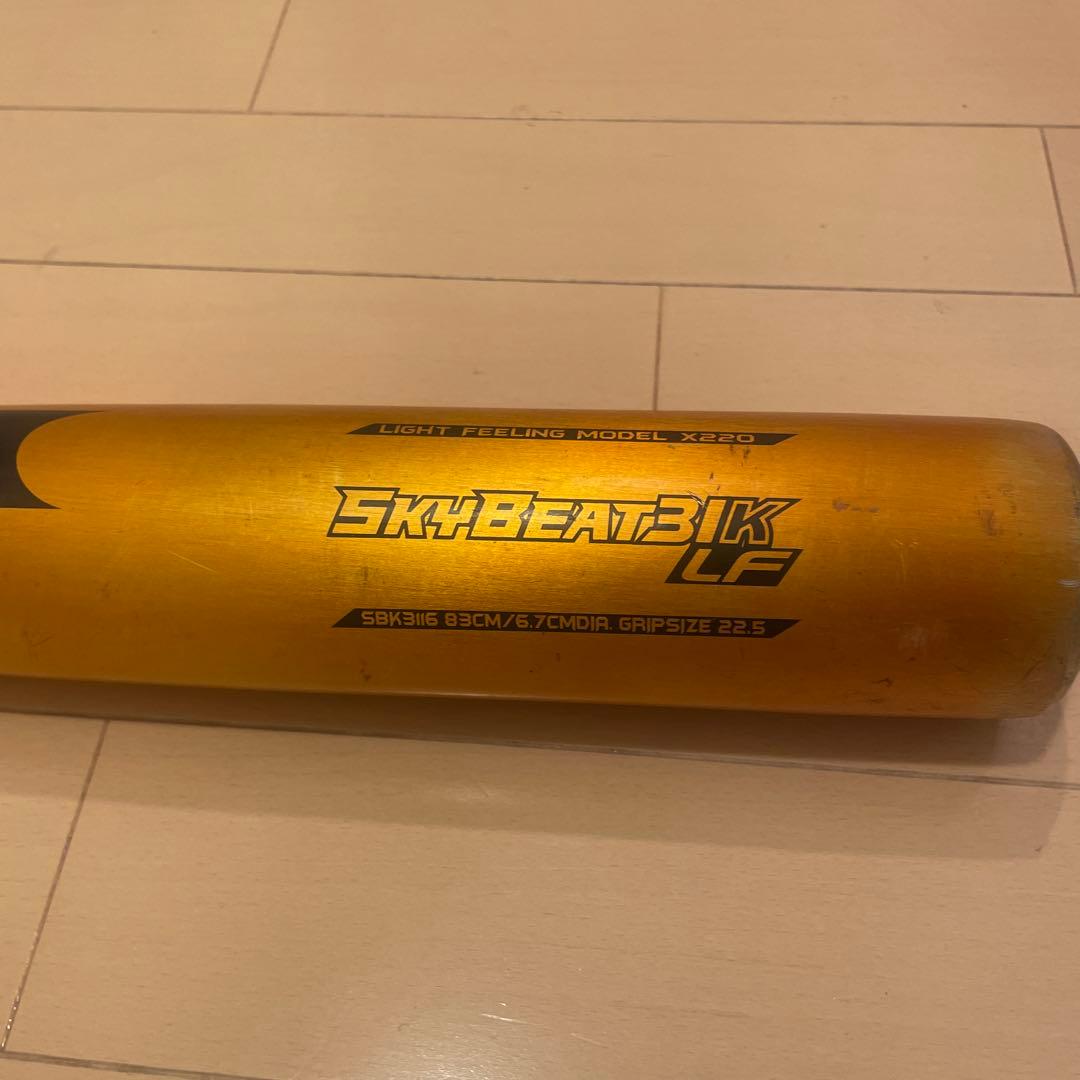 LIGHT FEELING MODEL X220
SKYBEAT31K
LF
SBK3116 83CM/6.7CMDIA. GRIPSIZE 22.5